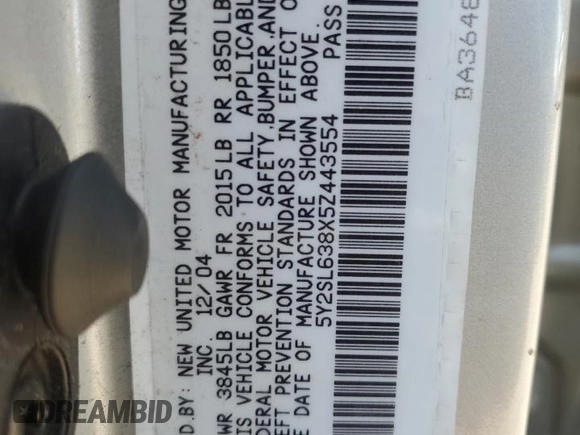 D.BY: NEW UNITED MOTOR MANUFACTURING
INC. 12/04
WR 3845LB GAWR FR 2015LB RR 1850LB
IS VEHICLE CONFORMS TO ALL APPLICABL
DERAL MOTOR VEHICLE SAFETY,BUMPER,AND
EFT PREVENTION STANDARDS IN EFFECT O
E DATE OF MANUFACTURE SHOWN ABOVE.
5Y2SL638X5Z443554 PASS
BA3648
DREAMBID